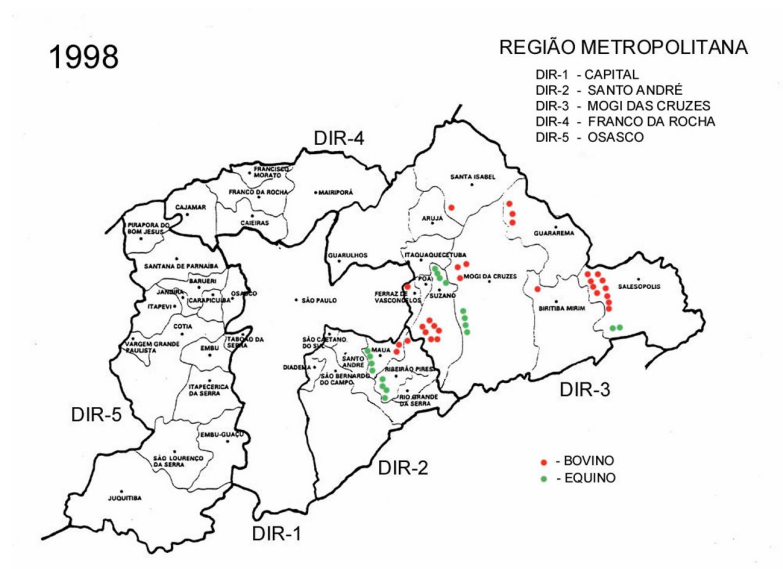 1998
REGIÃO METROPOLITANA
DIR-1 - CAPITAL
DIR-2 - SANTO ANDRÉ
DIR-3 - MOGI DAS CRUZES
DIR-4 - FRANCO DA ROCHA
DIR-5 - OSASCO
DIR-4
FRANCISCO
MORATO
SANTA ISABEL
FRANCO DA ROCHA
MAIRIPORÃ
CAJAMAR
ARUJA
CAIEIRAS
PIRAPORA DO
BOM JESUS
GUARAREMA
GUARULHOS
ITAQUAQUECETUBA
SANTANA DE PARNAÍBA
POÁ
MOGI DA CRUZES
BARUERI
SALESOPOLIS
JANDIRA
CARAPICUIBA
OSASCO
FERRAZ DE
VASCONCELOS
SUZANO
ITAPEVI
SÃO PAULO
BIRITIBA MIRIM
COTIA
VARGEM GRANDE
PAULISTA
EMBU
TABOÃO DA
SERRA
SÃO CAETANO
DO SUL
MAUA
SANTO
ANDRÉ
DIADEMA
SÃO BERNARDO
DO CAMPO
RIBEIRÃO PIRES
ITAPECERICA
DA SERRA
RIO GRANDE
DA SERRA
DIR-3
DIR-5
EMBU-GUAÇU
SÃO LOURENÇO
DA SERRA
DIR-2
- BOVINO
- EQUINO
JUQUITIBA
DIR-1